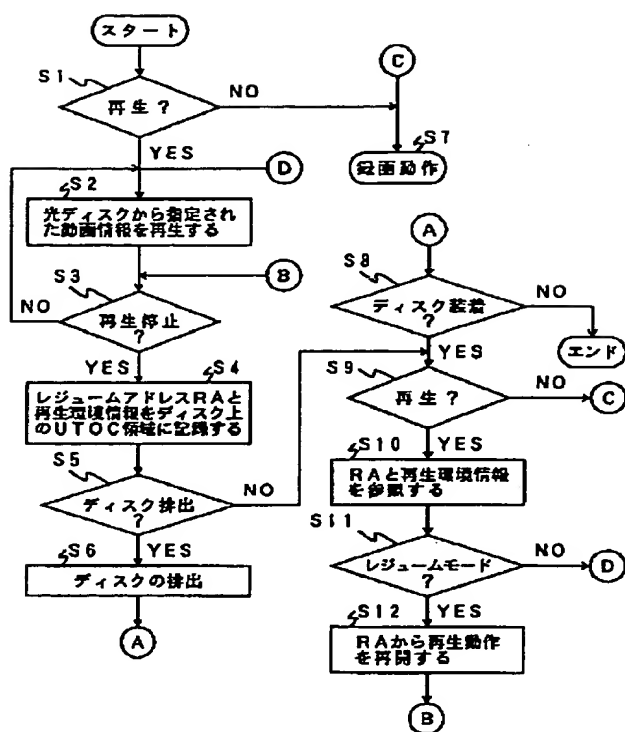 スタート
S1
再生?
NO
C
YES
S7
録画動作
D
S2
光ディスクから指定され
た動画情報を再生する
B
S3
NO
再生停止
?
YES
S4
レジュームアドレスRAと
再生環境情報をディスク上
のUTOC領域に記録する
S5
ディスク排出
?
NO
YES
S6
ディスクの排出
A
A
S8
ディスク装着
?
NO
エンド
YES
S9
再生?
NO
C
YES
S10
RAと再生環境情報
を参照する
S11
レジュームモード
?
NO
D
YES
S12
RAから再生動作
を再開する
B